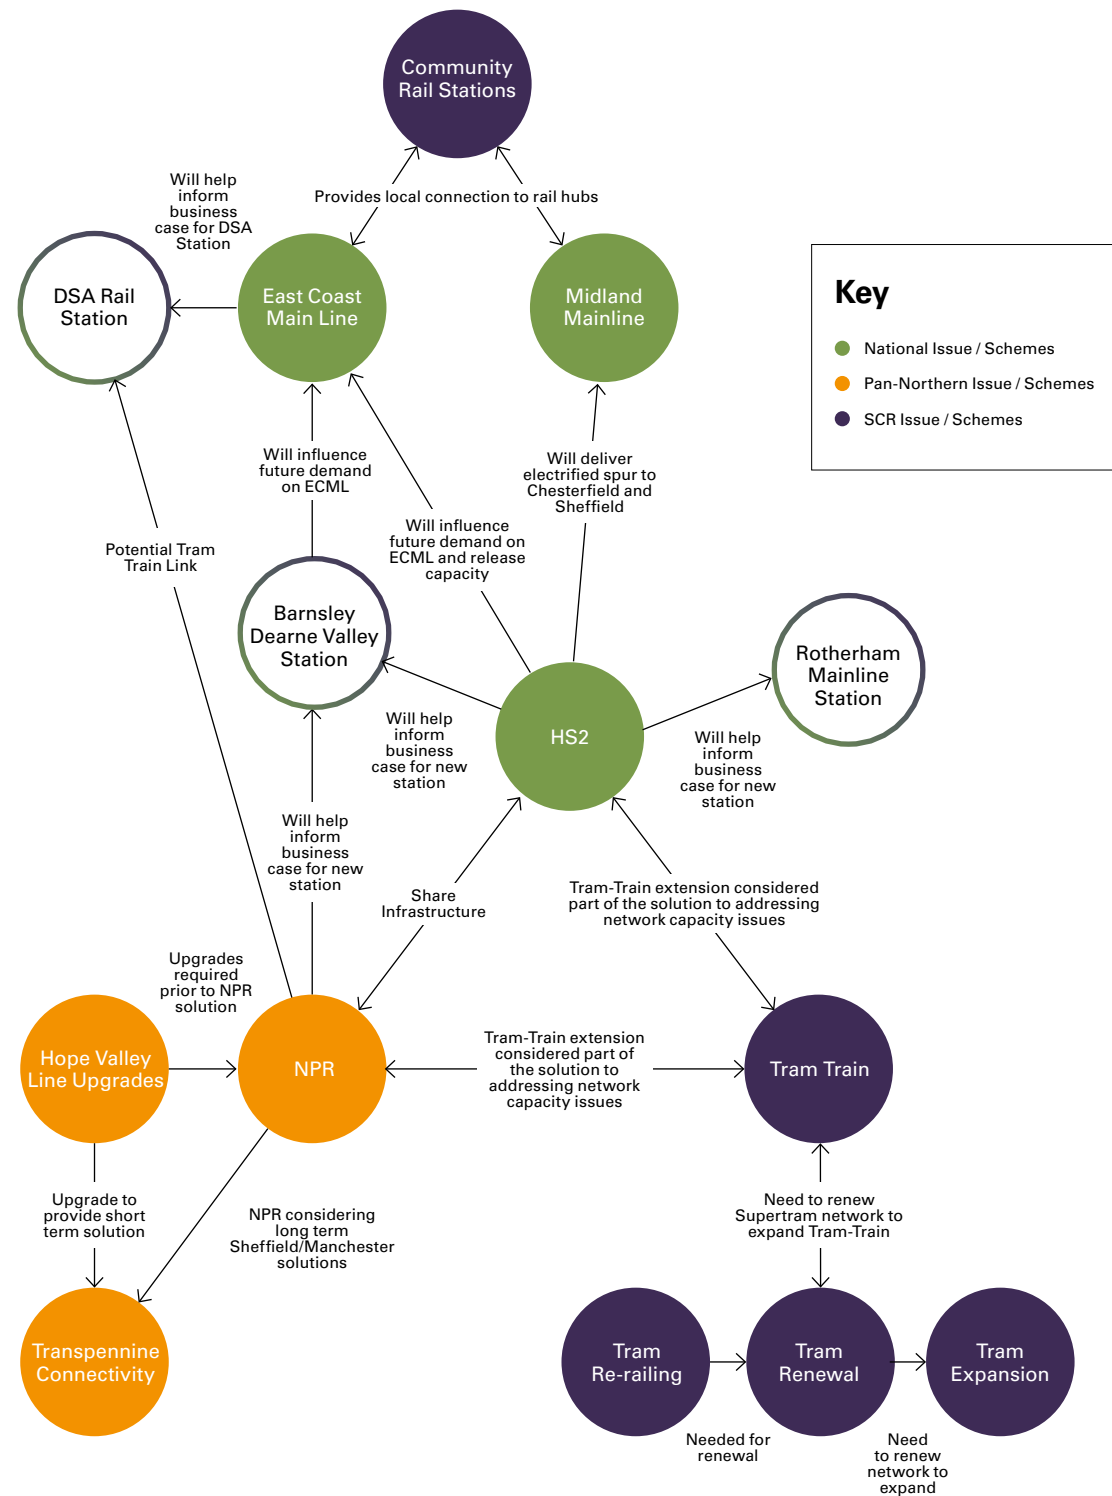 Community
Rail Stations
Will help
inform
business
case for DSA
Station
Provides local connection to rail hubs
DSA Rail
Station
East Coast
Main Line
Midland
Mainline
Key
National Issue / Schemes
Pan-Northern Issue / Schemes
SCR Issue / Schemes
Will influence
future demand
on ECML
Will deliver
electrified spur to
Chesterfield and
Sheffield
Will influence
future demand on
ECML and release
capacity
Potential Tram
Train Link
Barnsley
Dearne Valley
Station
Rotherham
Mainline
Station
HS2
Will help
inform
business
case for new
station
Will help
inform
business
case for new
station
Will help
inform
business
case for new
station
Share
Infrastructure
Tram-Train extension considered
part of the solution to addressing
network capacity issues
Upgrades
required
prior to NPR
solution
Hope Valley
Line Upgrades
NPR
Tram-Train extension
considered part of
the solution to
addressing network
capacity issues
Tram Train
Upgrade to
provide short
term solution
NPR considering
long term
Sheffield/Manchester
solutions
Need to renew
Supertram network to
expand Tram-Train
Transpennine
Connectivity
Tram
Re-railing
Tram
Renewal
Tram
Expansion
Needed for
renewal
Need
to renew
network to
expand